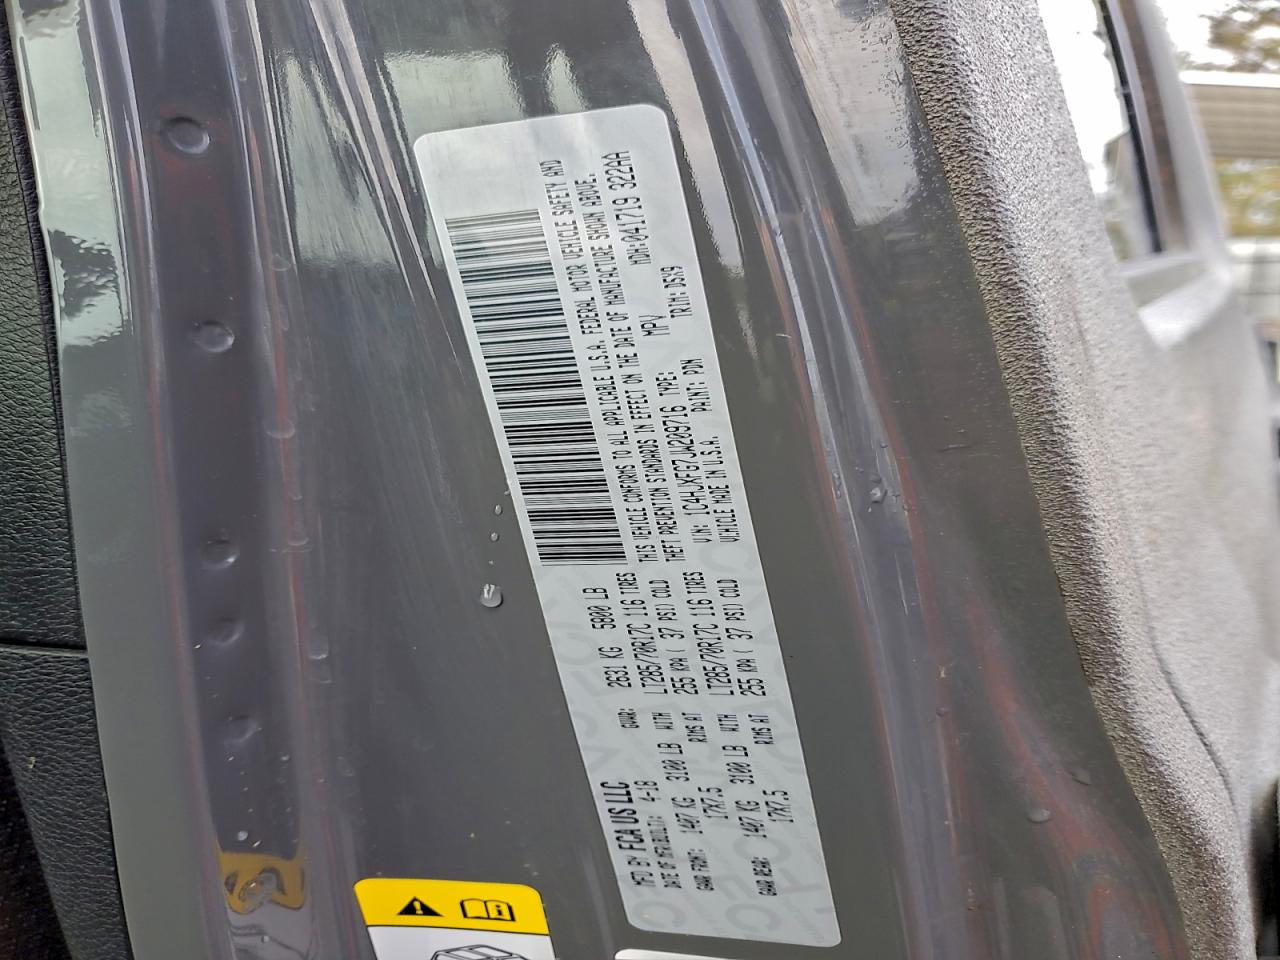 MFD BY FCA US LLC
DATE OF MFR(BUILT): 4-18 GVWR: 2631 KG 5800 LB
GAWR FRONT: 1407 KG 3100 LB WITH LT285/70R17C 116 TIRES
17X7.5 RIMS AT 255 KPA ( 37 PSI) COLD
GAWR REAR: 1407 KG 3100 LB WITH LT285/70R17C 116 TIRES
17X7.5 RIMS AT 255 KPA ( 37 PSI) COLD
THIS VEHICLE CONFORMS TO ALL APPLICABLE U.S.A. FEDERAL MOTOR VEHICLE SAFETY AND
THEFT PREVENTION STANDARDS IN EFFECT ON THE DATE OF MANUFACTURE SHOWN ABOVE.
VIN: 1C4HJXFG7JW209716 TYPE: MPV MDH: 041719 322AA
VEHICLE MADE IN U.S.A. PAINT: PDN TRIM: D5X9